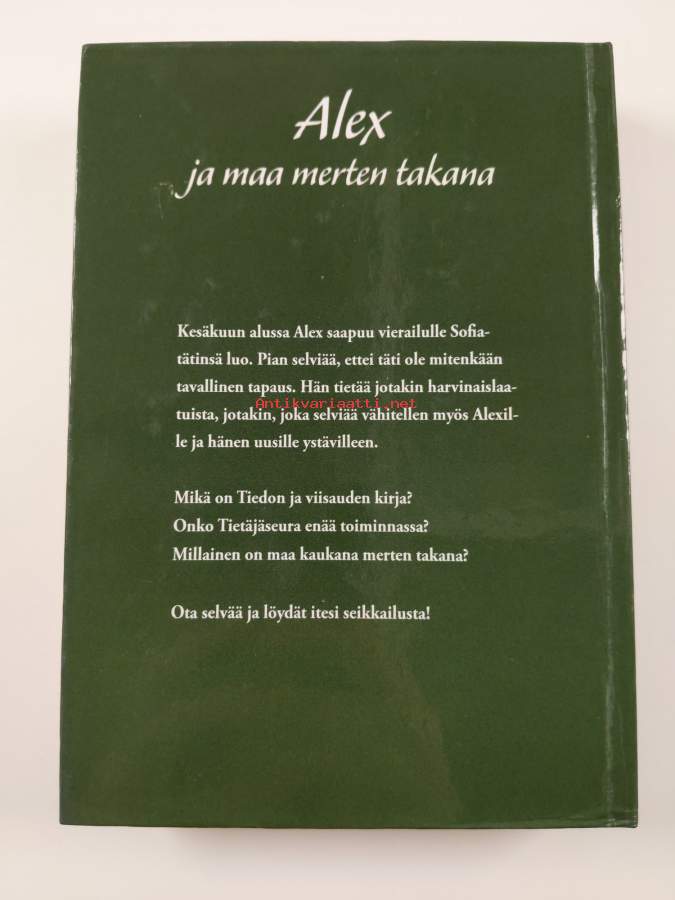 Alex
ja maa merten takana
Kesäkuun alussa Alex saapuu vierailulle Sofia-
tätinsä luo. Pian selviää, ettei täti ole mitenkään
tavallinen tapaus. Hän tietää jotakin harvinaislaa-
Antikvariaatti.net
tuista, jotakin, joka selviää vähitellen myös Alexil-
le ja hänen uusille ystävilleen.
Mikä on Tiedon ja viisauden kirja?
Onko Tietäjäseura enää toiminnassa?
Millainen on maa kaukana merten takana?
Ota selvää ja löydät itesi seikkailusta!